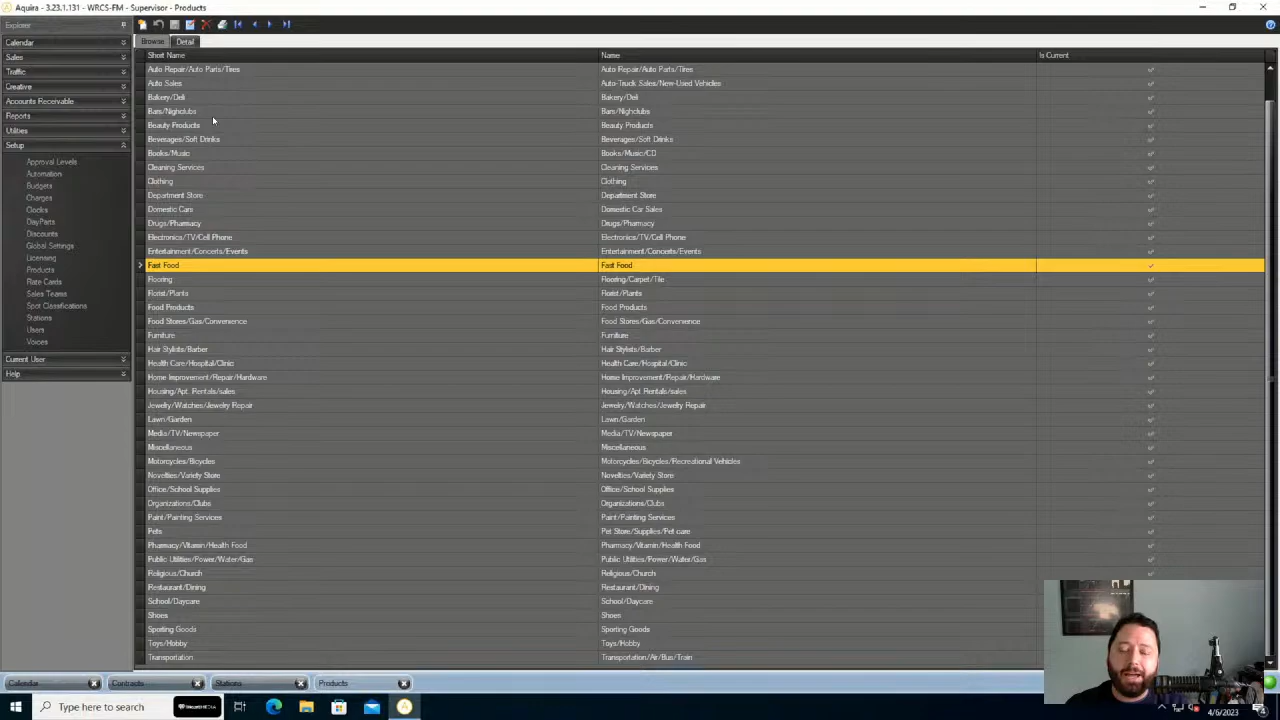 Aquira - 3.23.1.131 - WRCS-FM - Supervisor - Products
Explorer
Calendar
Sales
Traffic
Creative
Accounts Receivable
Reports
Utilities
Setup
Approval Levels
Automation
Budgets
Charges
Clocks
DayParts
Discounts
Global Settings
Licensing
Products
Rate Cards
Sales Teams
Spot Classifications
Stations
Users
Voices
Current User
Help
Browse Detail
Short Name Name Is Current
Auto Repair/Auto Parts/Tires Auto Repair/Auto Parts/Tires
Auto Sales Auto-Truck Sales/New-Used Vehicles
Bakery/Deli Bakery/Deli
Bars/Nighclubs Bars/Nighclubs
Beauty Products Beauty Products
Beverages/Soft Drinks Beverages/Soft Drinks
Books/Music Books/Music/CD
Cleaning Services Cleaning Services
Clothing Clothing
Department Store Department Store
Domestic Cars Domestic Car Sales
Drugs/Pharmacy Drugs/Pharmacy
Electronics/TV/Cell Phone Electronics/TV/Cell Phone
Entertainment/Concerts/Events Entertainment/Concerts/Events
Fast Food Fast Food
Flooring Flooring/Carpet/Tile
Florist/Plants Florist/Plants
Food Products Food Products
Food Stores/Gas/Convenience Food Stores/Gas/Convenience
Furniture Furniture
Hair Stylists/Barber Hair Stylists/Barber
Health Care/Hospital/Clinic Health Care/Hospital/Clinic
Home Improvement/Repair/Hardware Home Improvement/Repair/Hardware
Housing/Apt. Rentals/sales Housing/Apt Rentals/sales
Jewelry/Watches/Jewelry Repair Jewelry/Watches/Jewelry Repair
Lawn/Garden Lawn/Garden
Media/TV/Newspaper Media/TV/Newspaper
Miscellaneous Miscellaneous
Motorcycles/Bicycles Motorcycles/Bicycles/Recreational Vehicles
Novelties/Variety Store Novelties/Variety Store
Office/School Supplies Office/School Supplies
Organizations/Clubs Organizations/Clubs
Paint/Painting Services Paint/Painting Services
Pets Pet Store/Supplies/Pet care
Pharmacy/Vitamin/Health Food Pharmacy/Vitamin/Health Food
Public Utilities/Power/Water/Gas Public Utilities/Power/Water/Gas
Religious/Church Religious/Church
Restaurant/Dining Restaurant/Dining
School/Daycare School/Daycare
Shoes Shoes
Sporting Goods Sporting Goods
Toys/Hobby Toys/Hobby
Transportation Transportation/Air/Bus/Train
Calendar Contracts Stations Products
Type here to search
4/6/2023